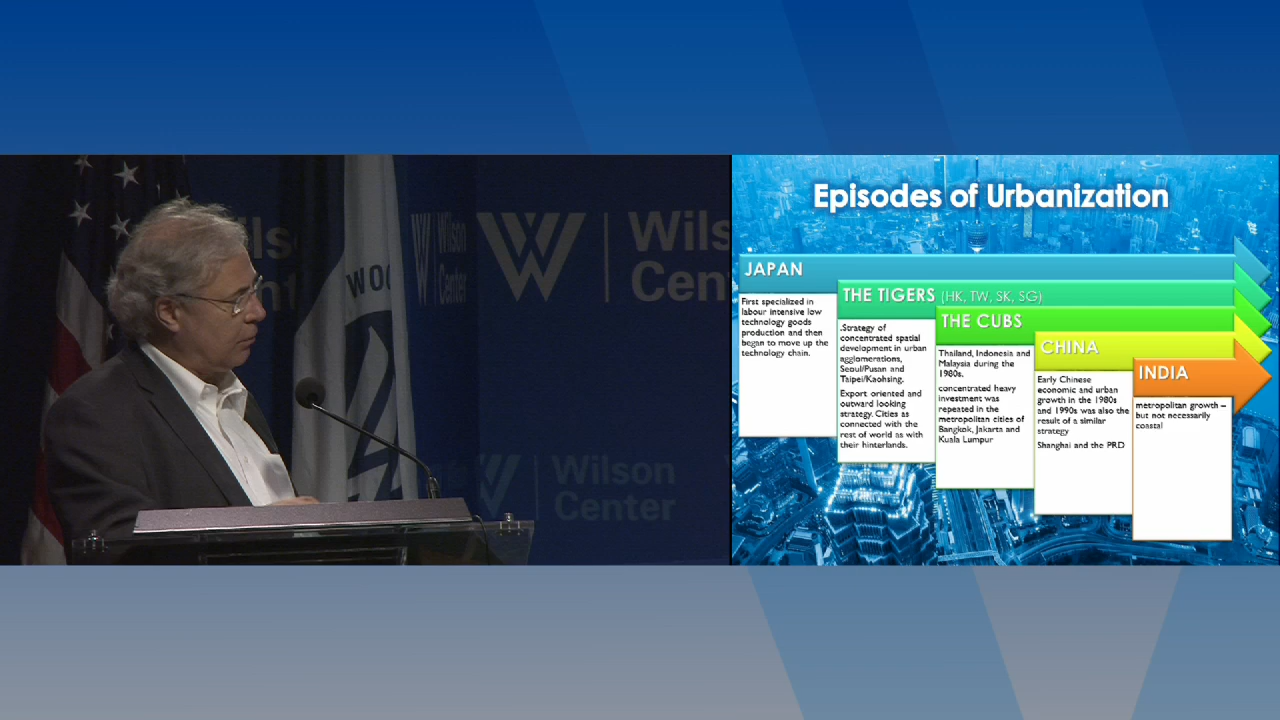 Wilson
Center
Wilson
Center
Episodes of Urbanization
JAPAN
First specialized in
labour intensive low
technology goods
production and then
began to move up the
technology chain.
THE TIGERS (HK, TW, SK, SG)
.Strategy of
concentrated spatial
development in urban
agglomerations,
Seoul/Pusan and
Taipei/Kaohsing.
Export oriented and
outward looking
strategy. Cities as
connected with the
rest of world as with
their hinterlands.
THE CUBS
Thailand, Indonesia and
Malaysia during the
1980s.
concentrated heavy
investment was
repeated in the
metropolitan cities of
Bangkok, Jakarta and
Kuala Lumpur
CHINA
Early Chinese
economic and urban
growth in the 1980s
and 1990s was also the
result of a similar
strategy
Shanghai and the PRD
INDIA
metropolitan growth –
but not necessarily
coastal